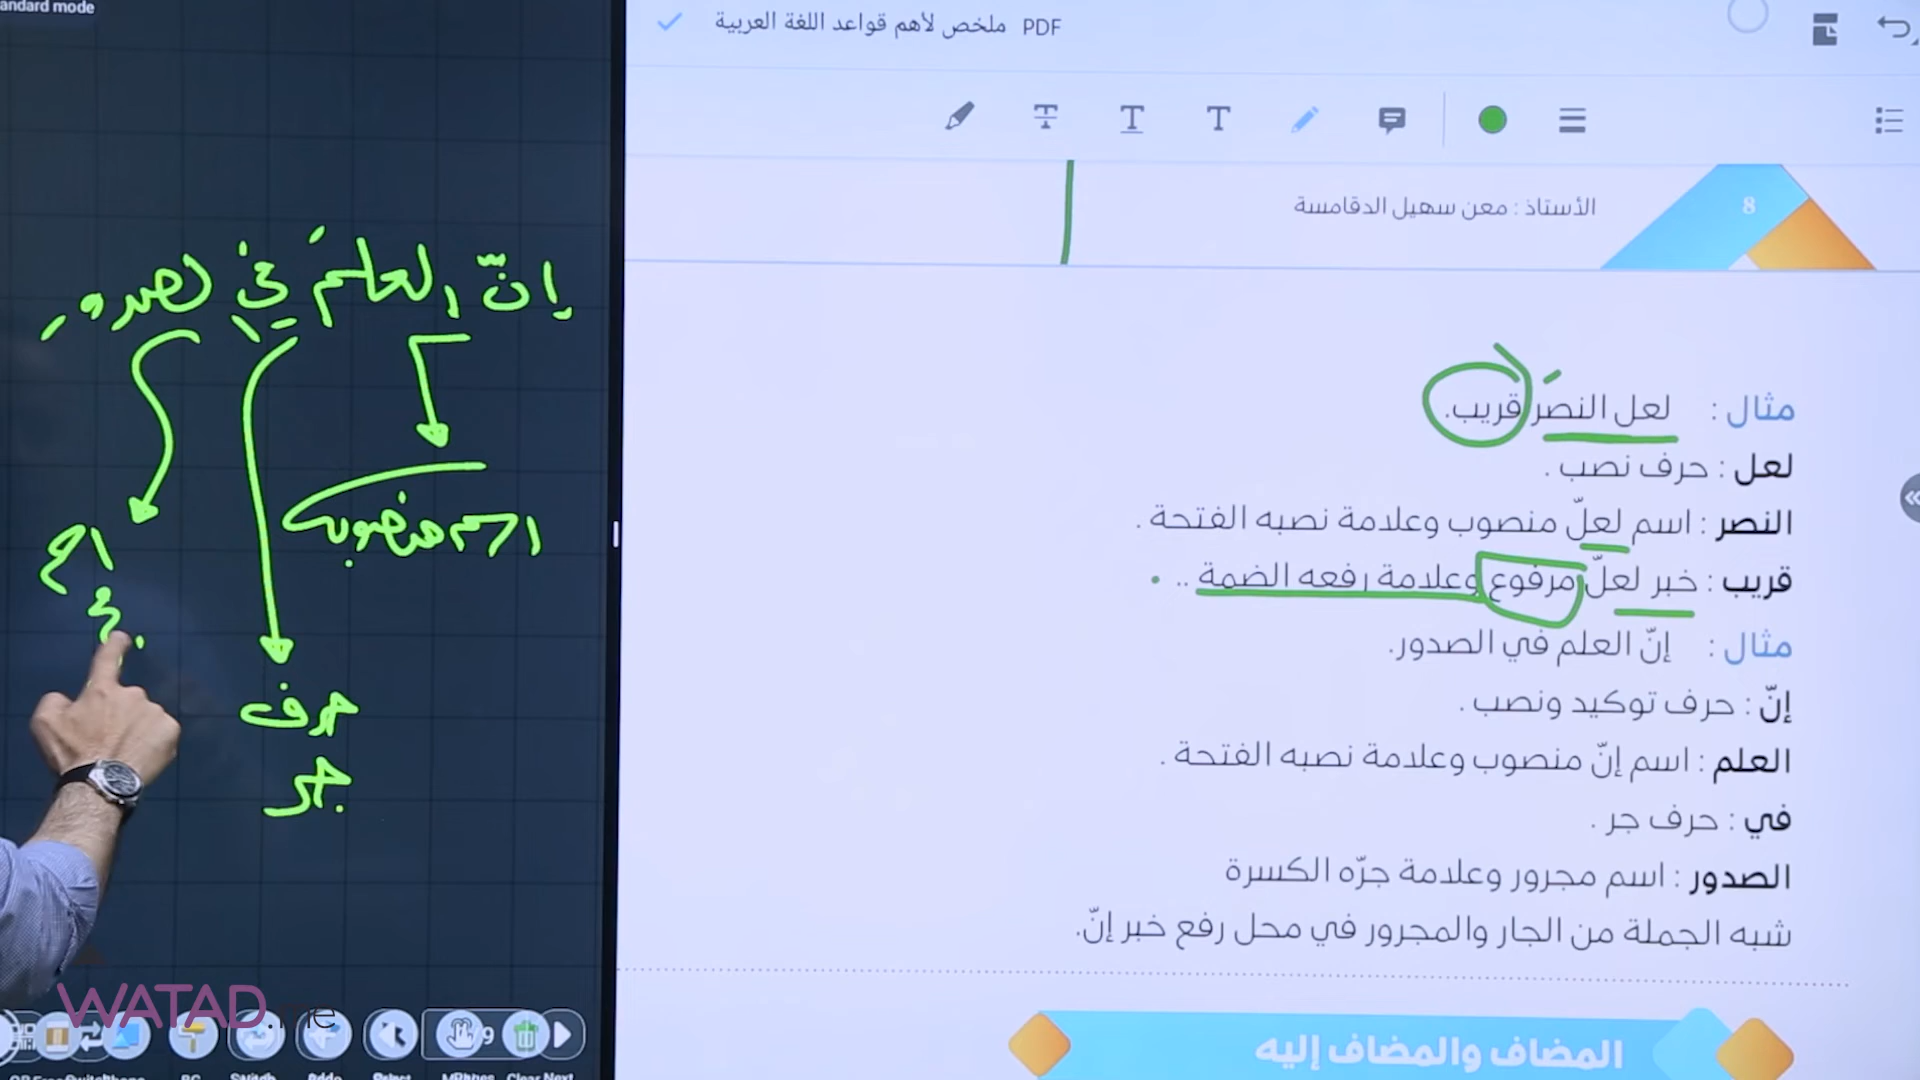 standard mode
PDF ملخص لأهم قواعد اللغة العربية
الأستاذ : معن سهيل الدقامسة
8
مثال : لعل النصر قريب.
لعل : حرف نصب .
النصر : اسم لعلّ منصوب وعلامة نصبه الفتحة .
قريب : خبر لعلّ مرفوع وعلامة رفعه الضمة ..
مثال : إنّ العلم في الصدور.
إنّ : حرف توكيد ونصب .
العلم : اسم إنّ منصوب وعلامة نصبه الفتحة .
في : حرف جر .
الصدور : اسم مجرور وعلامة جرّه الكسرة
شبه الجملة من الجار والمجرور في محل رفع خبر إنّ.
المضاف والمضاف إليه
إنّ العلمَ في لصدور
اسم منصوب
حرف
جر
WATAD.me